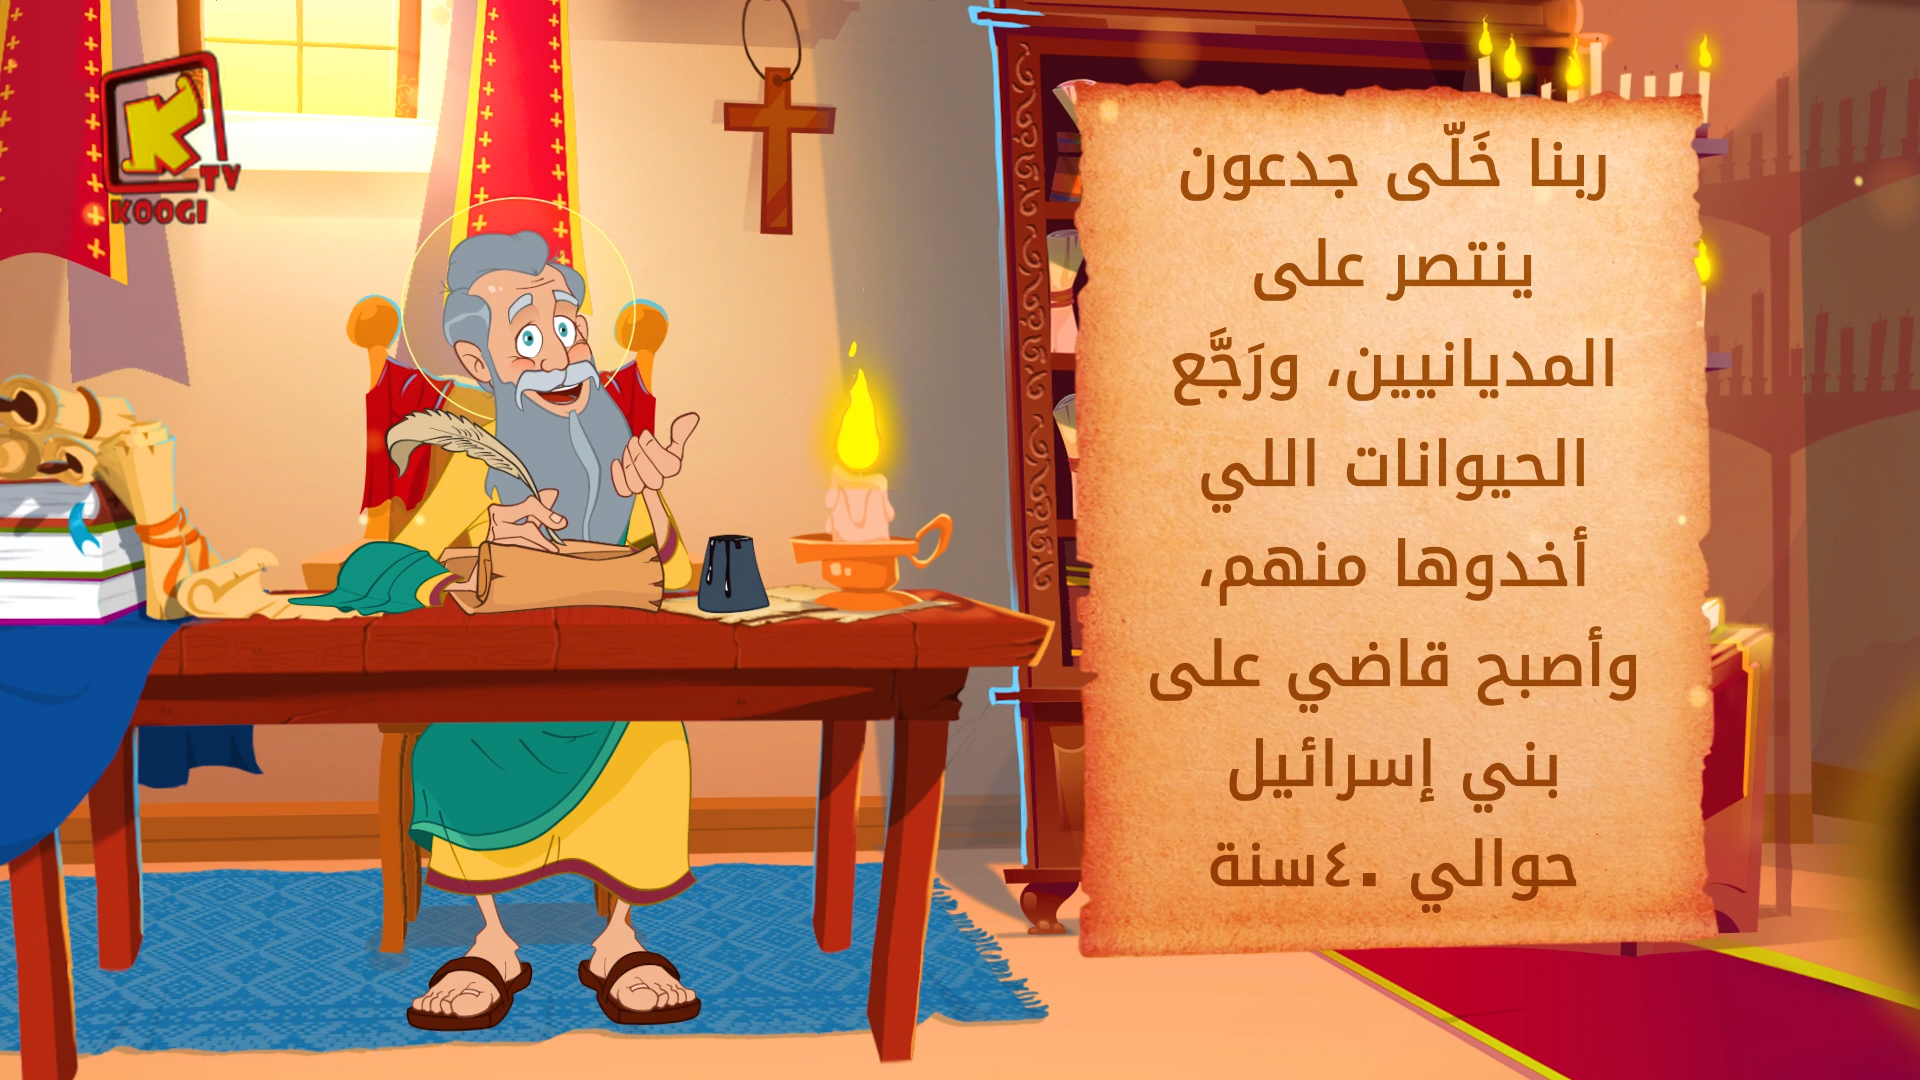 K TV
KOOGI
ربنا خَلّى جدعون
ينتصر على
المديانيين، ورَجَّع
الحيوانات اللي
أخدوها منهم،
وأصبح قاضي على
بني إسرائيل
حوالي ٤٠سنة